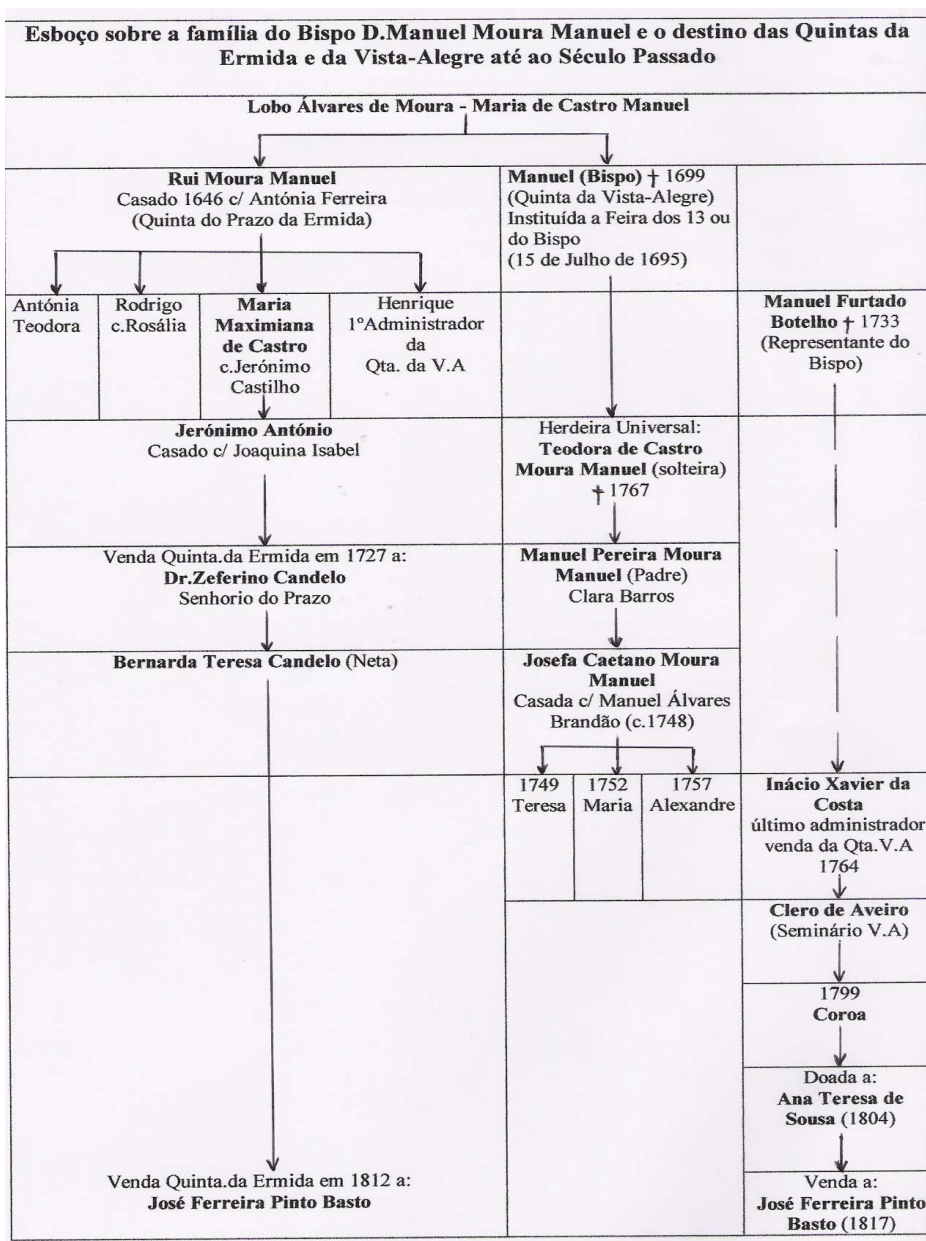 Esboço sobre a família do Bispo D.Manuel Moura Manuel e o destino das Quintas da
Ermida e da Vista-Alegre até ao Século Passado
Lobo Álvares de Moura - Maria de Castro Manuel
Rui Moura Manuel
Casado 1646 c/ Antónia Ferreira
(Quinta do Prazo da Ermida)
Manuel (Bispo) † 1699
(Quinta da Vista-Alegre)
Instituída a Feira dos 13 ou
do Bispo
(15 de Julho de 1695)
Antónia
Teodora
Rodrigo
c.Rosália
Maria
Maximiana
de Castro
c.Jerónimo
Castilho
Henrique
1ºAdministrador
da
Qta. da V.A
Manuel Furtado
Botelho † 1733
(Representante do
Bispo)
Jerónimo António
Casado c/ Joaquina Isabel
Herdeira Universal:
Teodora de Castro
Moura Manuel (solteira)
† 1767
Venda Quinta.da Ermida em 1727 a:
Dr.Zeferino Candelo
Senhorio do Prazo
Manuel Pereira Moura
Manuel (Padre)
Clara Barros
Bernarda Teresa Candelo (Neta)
Josefa Caetano Moura
Manuel
Casada c/ Manuel Álvares
Brandão (c.1748)
1749
Teresa
1752
Maria
1757
Alexandre
Inácio Xavier da
Costa
último administrador
venda da Qta.V.A
1764
Clero de Aveiro
(Seminário V.A)
1799
Coroa
Doada a:
Ana Teresa de
Sousa (1804)
Venda Quinta.da Ermida em 1812 a:
José Ferreira Pinto Basto
Venda a:
José Ferreira Pinto
Basto (1817)